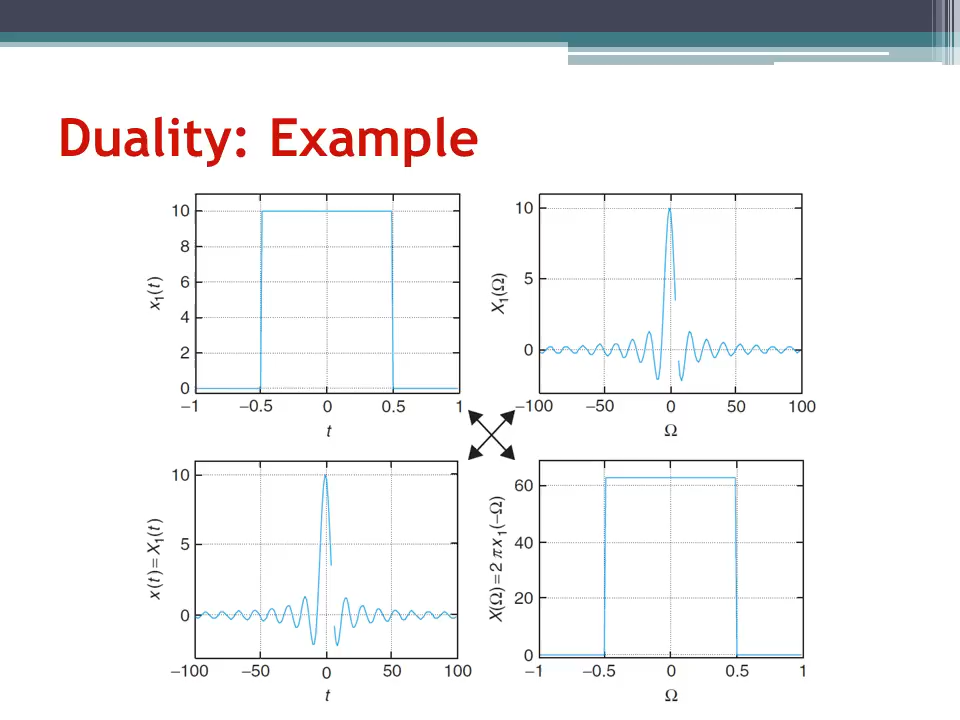 Duality: Example
x₁(t)
10
8
6
4
2
0
−1 −0.5 0 0.5 1
t
X₁(Ω)
10
5
0
−100 −50 0 50 100
Ω
x(t) = X₁(t)
10
5
0
−100 −50 0 50 100
t
X(Ω) = 2 π x₁(−Ω)
60
40
20
0
−1 −0.5 0 0.5 1
Ω